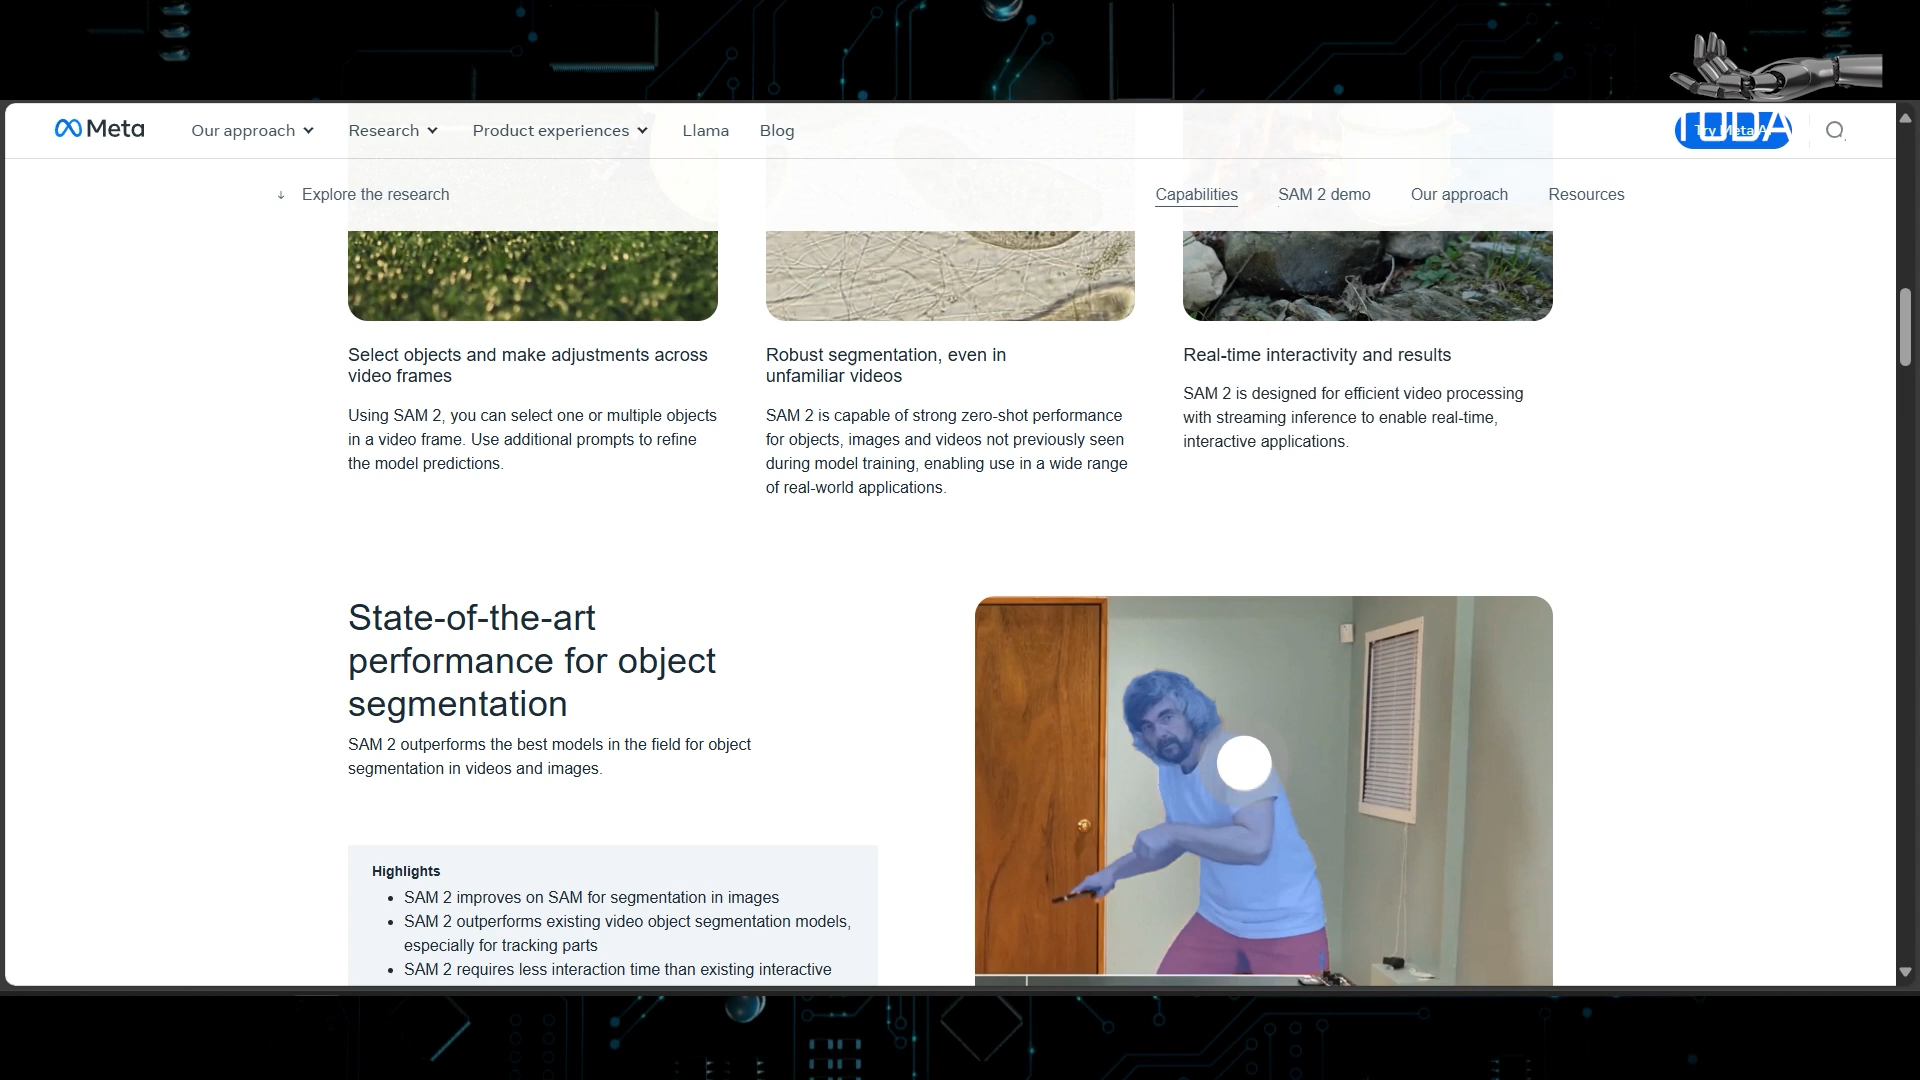 Meta
Our approach
Research
Product experiences
Llama
Blog
Explore the research
Capabilities
SAM 2 demo
Our approach
Resources
Select objects and make adjustments across
video frames
Using SAM 2, you can select one or multiple objects
in a video frame. Use additional prompts to refine
the model predictions.
Robust segmentation, even in
unfamiliar videos
SAM 2 is capable of strong zero-shot performance
for objects, images and videos not previously seen
during model training, enabling use in a wide range
of real-world applications.
Real-time interactivity and results
SAM 2 is designed for efficient video processing
with streaming inference to enable real-time,
interactive applications.
State-of-the-art
performance for object
segmentation
SAM 2 outperforms the best models in the field for object
segmentation in videos and images.
Highlights
• SAM 2 improves on SAM for segmentation in images
• SAM 2 outperforms existing video object segmentation models,
especially for tracking parts
• SAM 2 requires less interaction time than existing interactive